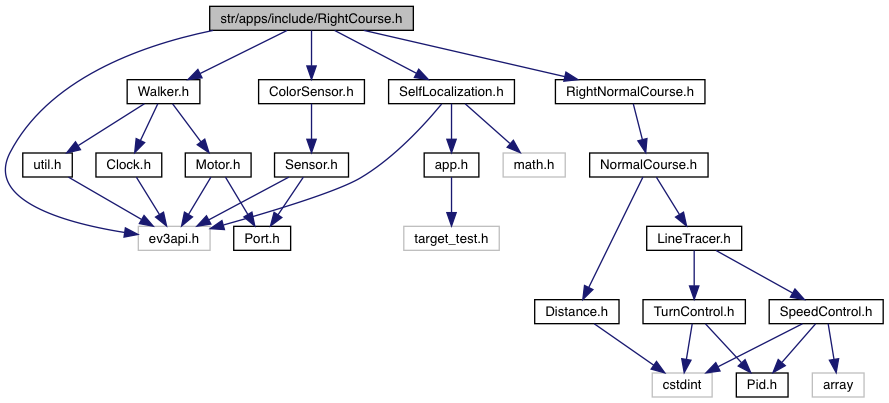 str/apps/include/RightCourse.h
Walker.h
ColorSensor.h
SelfLocalization.h
RightNormalCourse.h
util.h
Clock.h
Motor.h
Sensor.h
app.h
math.h
NormalCourse.h
ev3api.h
Port.h
target_test.h
LineTracer.h
Distance.h
TurnControl.h
SpeedControl.h
cstdint
Pid.h
array